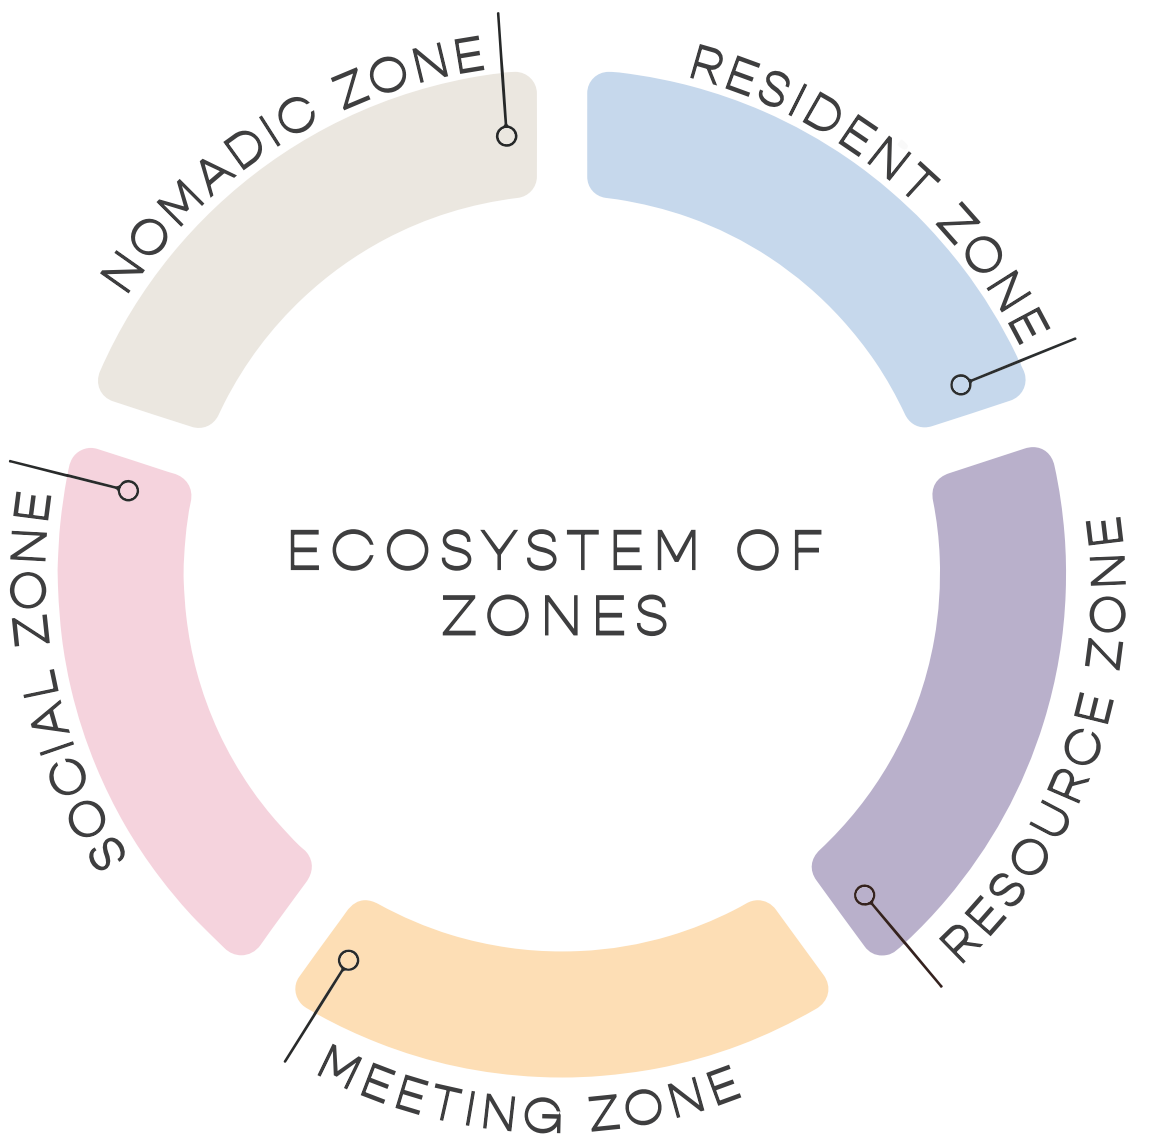 NOMADIC ZONE
RESIDENT ZONE
SOCIAL ZONE
ECOSYSTEM OF
ZONES
RESOURCE ZONE
MEETING ZONE